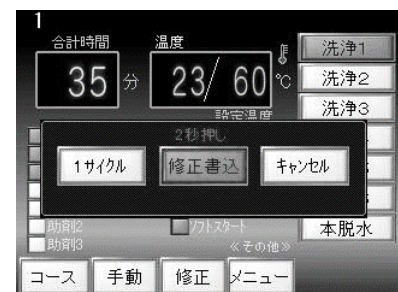 1
合計時間 温度
35 分 23/ 60 ℃
設定温度
洗浄1
洗浄2
洗浄3
2秒押し
1サイクル 修正書込 キャンセル
助剤2 ソフトスタート
助剤3 ≪その他≫
本脱水
コース 手動 修正 メニュー